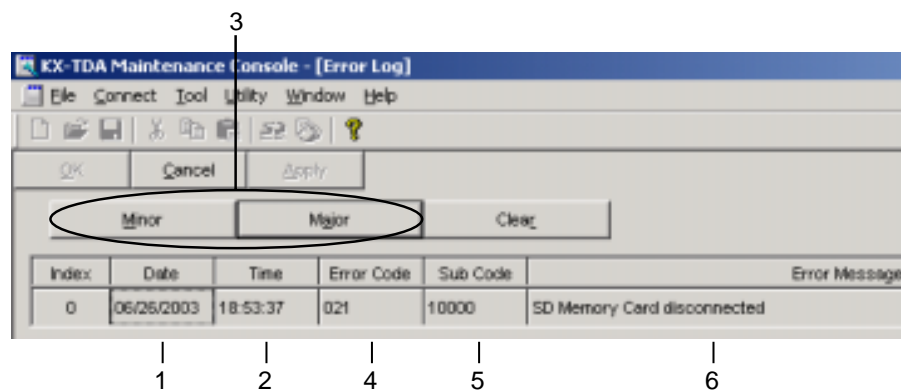 3
KX-TDA Maintenance Console - [Error Log]
File Connect Tool Utility Window Help
OK Cancel Apply
Minor Major Clear
Index Date Time Error Code Sub Code Error Message
0 06/26/2003 18:53:37 021 10000 SD Memory Card disconnected
1 2 4 5 6